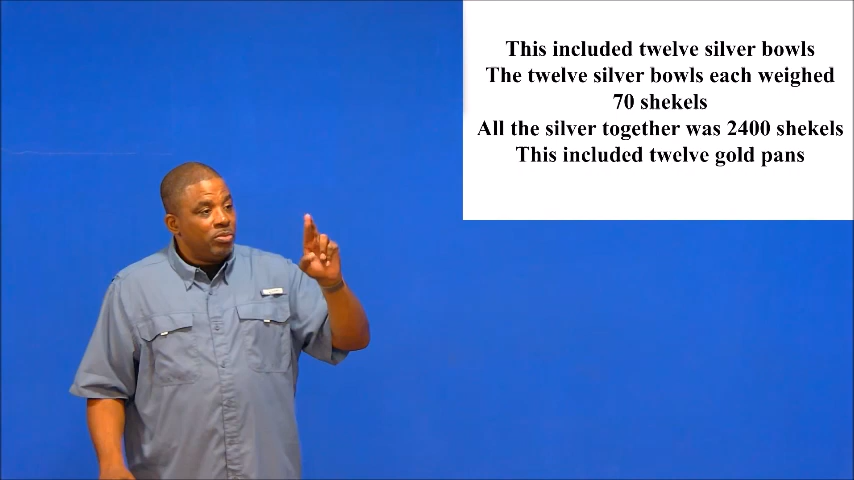 This included twelve silver bowls
The twelve silver bowls each weighed
70 shekels
All the silver together was 2400 shekels
This included twelve gold pans